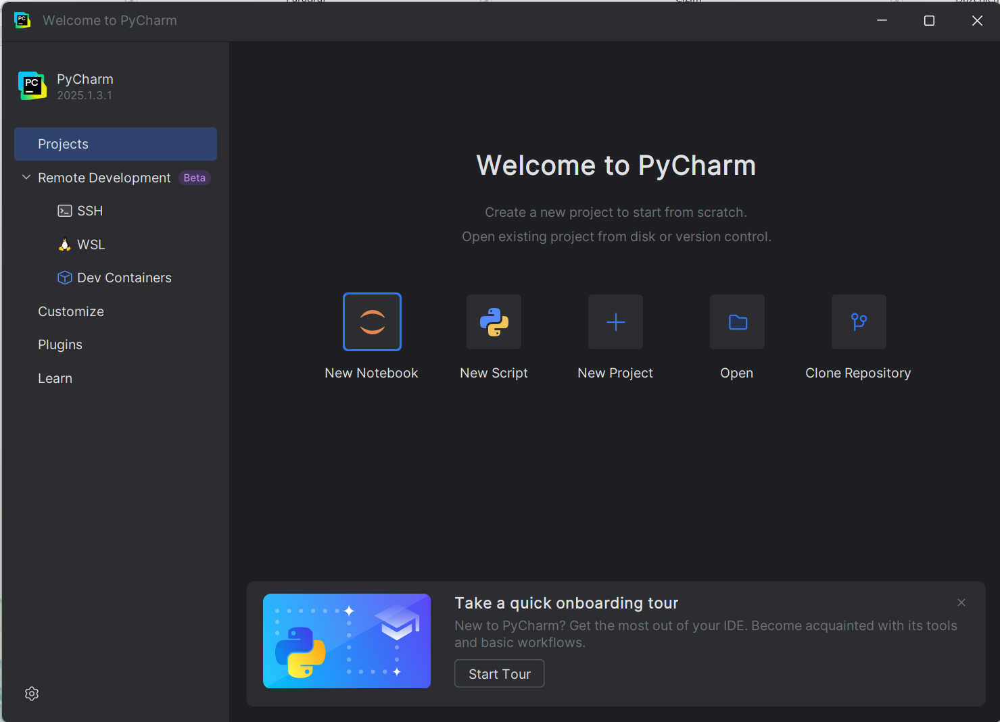 Welcome to PyCharm
PyCharm
2025.1.3.1
Projects
Remote Development Beta
SSH
WSL
Dev Containers
Customize
Plugins
Learn
Welcome to PyCharm
Create a new project to start from scratch.
Open existing project from disk or version control.
New Notebook
New Script
New Project
Open
Clone Repository
Take a quick onboarding tour
New to PyCharm? Get the most out of your IDE. Become acquainted with its tools
and basic workflows.
Start Tour